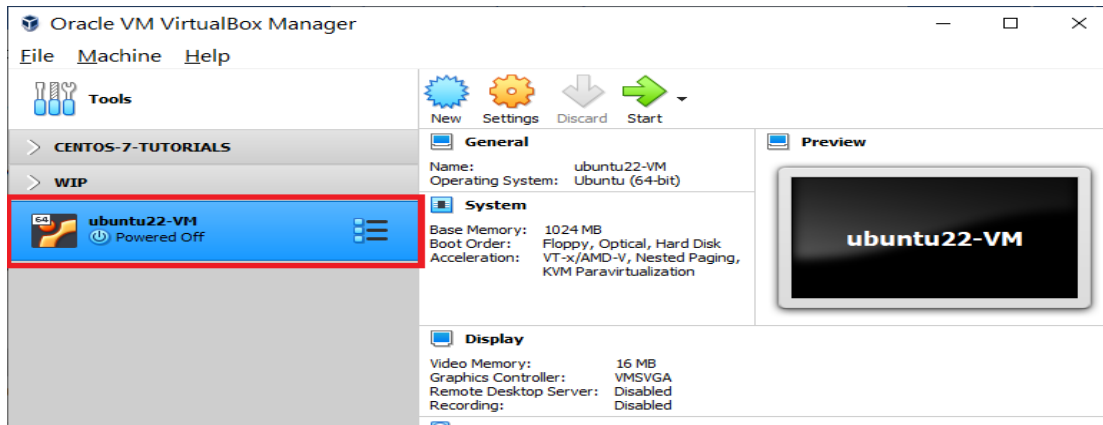 Oracle VM VirtualBox Manager
File Machine Help
Tools
New Settings Discard Start
CENTOS-7-TUTORIALS
WIP
64
ubuntu22-VM
Powered Off
General
Name: ubuntu22-VM
Operating System: Ubuntu (64-bit)
System
Base Memory: 1024 MB
Boot Order: Floppy, Optical, Hard Disk
Acceleration: VT-x/AMD-V, Nested Paging,
KVM Paravirtualization
Preview
ubuntu22-VM
Display
Video Memory: 16 MB
Graphics Controller: VMSVGA
Remote Desktop Server: Disabled
Recording: Disabled